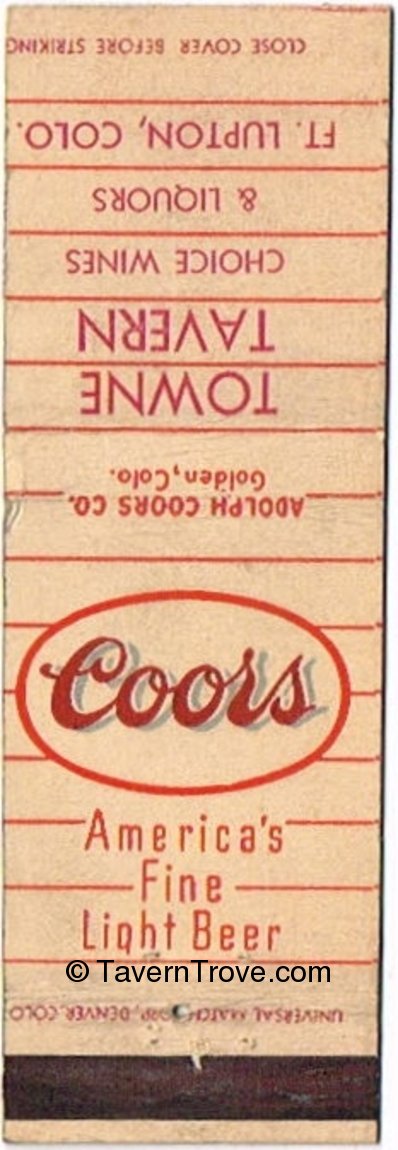 CLOSE COVER BEFORE STRIKING
TOWNE
TAVERN
CHOICE WINES
& LIQUORS
FT. LUPTON, COLO.
ADOLPH COORS CO.
Golden, Colo.
Coors
America's
Fine
Light Beer
© TavernTrove.com
UNIVERSAL MATCH CORP., DENVER, COLO